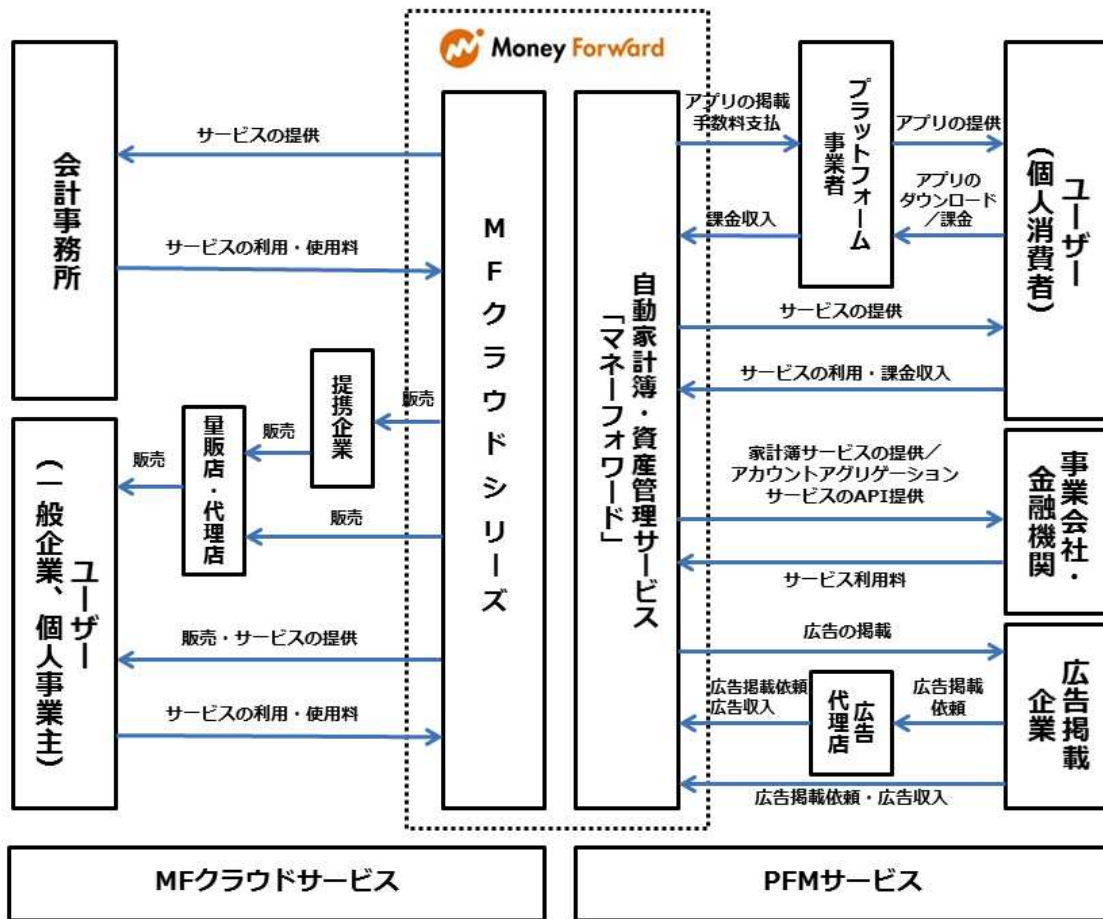 Money Forward
会計事務所
サービスの提供
サービスの利用・使用料
ユーザー
（一般企業、個人事業主）
提携企業
量販店・代理店
販売
販売
販売
販売
販売・サービスの提供
サービスの利用・使用料
MFクラウドシリーズ
自動家計簿・資産管理サービス
「マネーフォワード」
アプリの掲載
手数料支払
課金収入
プラットフォーム
事業者
アプリの提供
アプリの
ダウンロード
／課金
ユーザー
（個人消費者）
サービスの提供
サービスの利用・課金収入
家計簿サービスの提供／
アカウントアグリゲーション
サービスのAPI提供
サービス利用料
事業会社・
金融機関
広告の掲載
広告掲載依頼
広告収入
広告
代理店
広告掲載
依頼
広告掲載依頼・広告収入
広告掲載
企業
MFクラウドサービス
PFMサービス